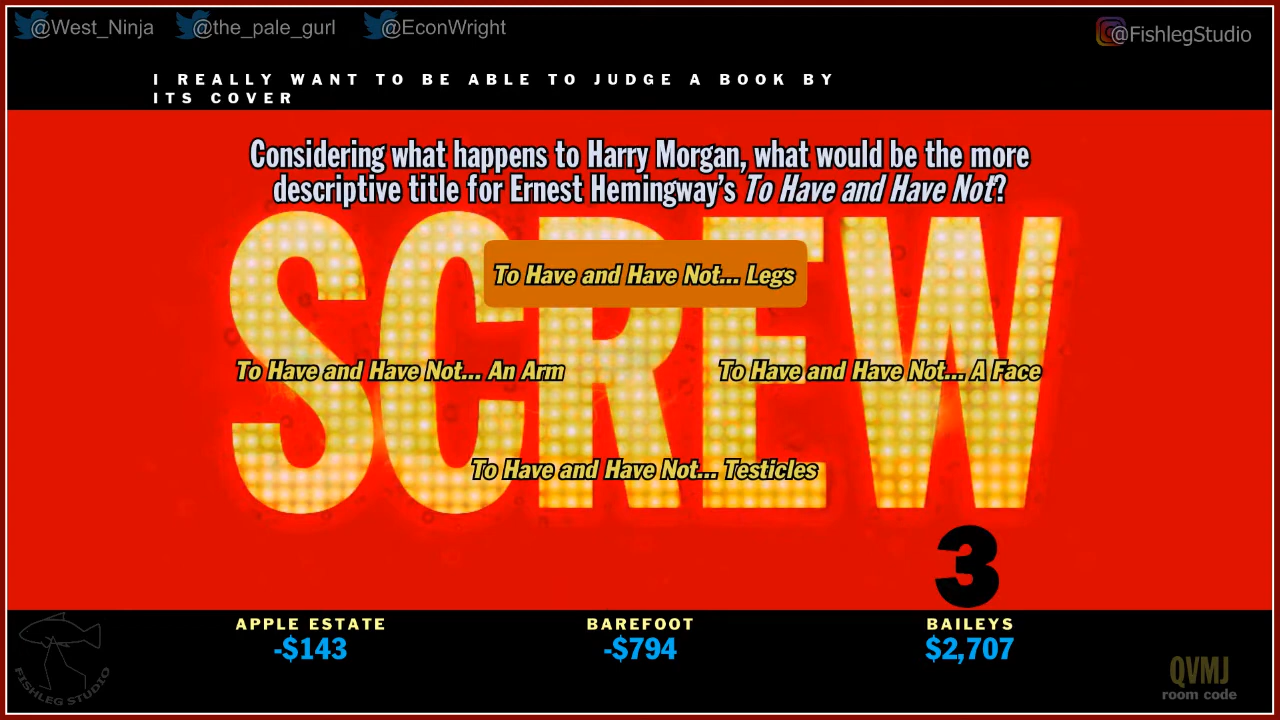 @West_Ninja @the_pale_gurl @EconWright @FishlegStudio
I REALLY WANT TO BE ABLE TO JUDGE A BOOK BY
ITS COVER
Considering what happens to Harry Morgan, what would be the more
descriptive title for Ernest Hemingway's To Have and Have Not?
SCREW
To Have and Have Not... Legs
To Have and Have Not... An Arm
To Have and Have Not... A Face
To Have and Have Not... Testicles
3
APPLE ESTATE BAREFOOT BAILEYS
-$143 -$794 $2,707
FISHLEG STUDIO
QVMJ
room code